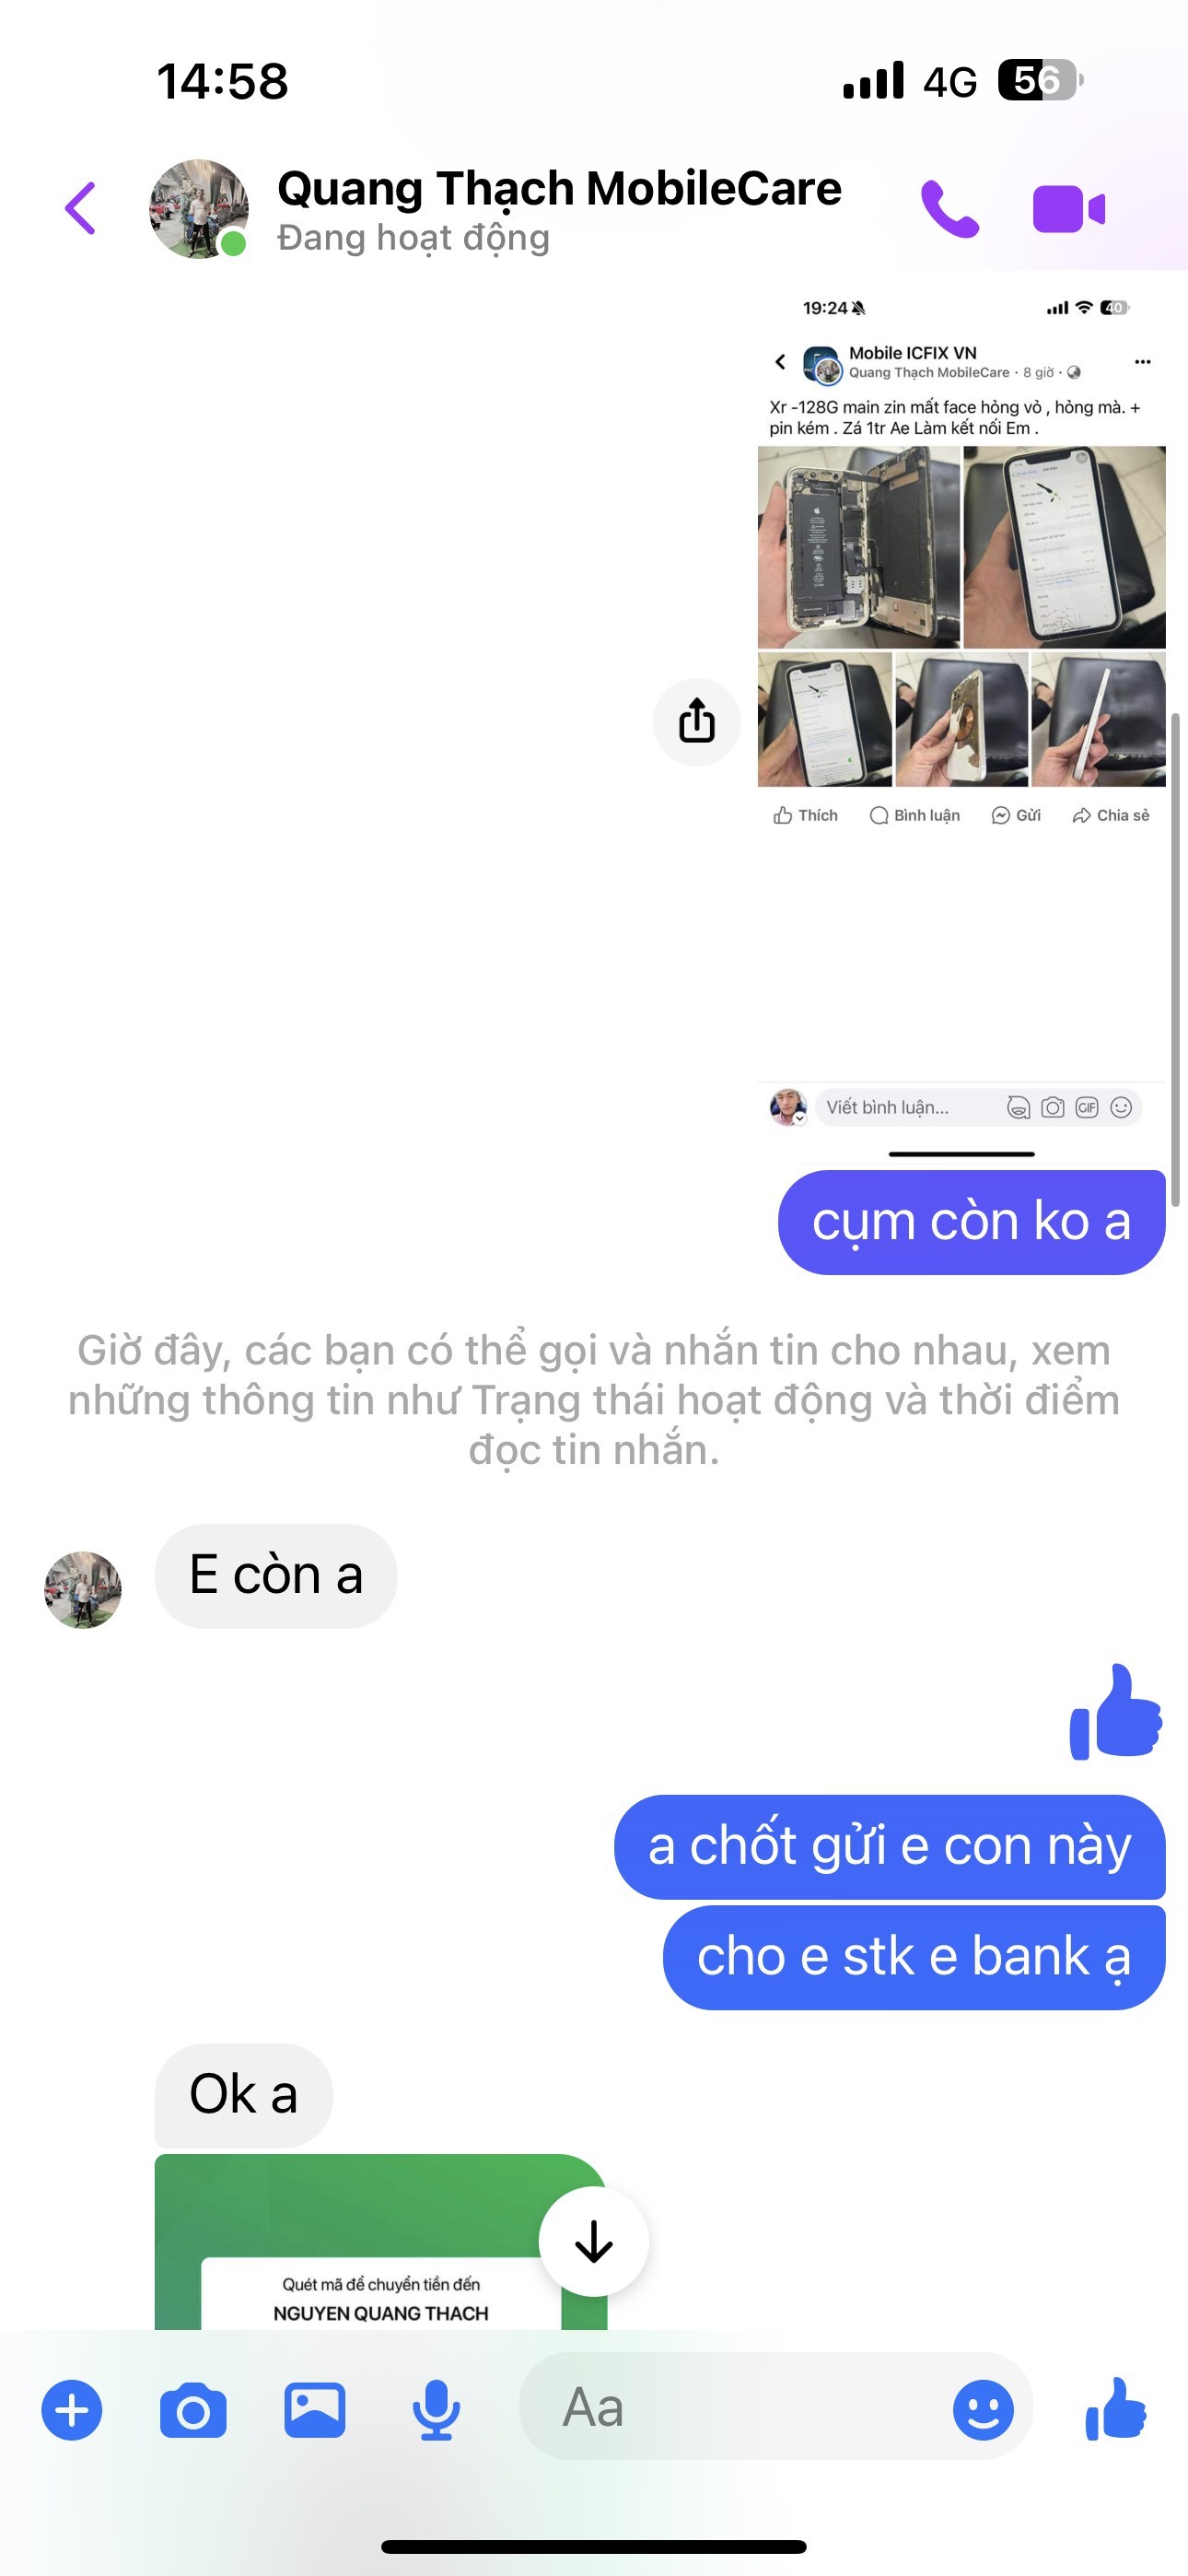 14:58
4G
56
Quang Thạch MobileCare
Đang hoạt động
19:24
40
Mobile ICFIX VN
Quang Thạch MobileCare · 8 giờ ·
Xr -128G main zin mất face hỏng vỏ , hỏng mà. +
pin kém . Zá 1tr Ae Làm kết nối Em .
Thích
Bình luận
Gửi
Chia sẻ
Viết bình luận...
GIF
cụm còn ko a
Giờ đây, các bạn có thể gọi và nhắn tin cho nhau, xem
những thông tin như Trạng thái hoạt động và thời điểm
đọc tin nhắn.
E còn a
a chốt gửi e con này
cho e stk e bank ạ
Ok a
Quét mã để chuyển tiền đến
NGUYEN QUANG THACH
Aa